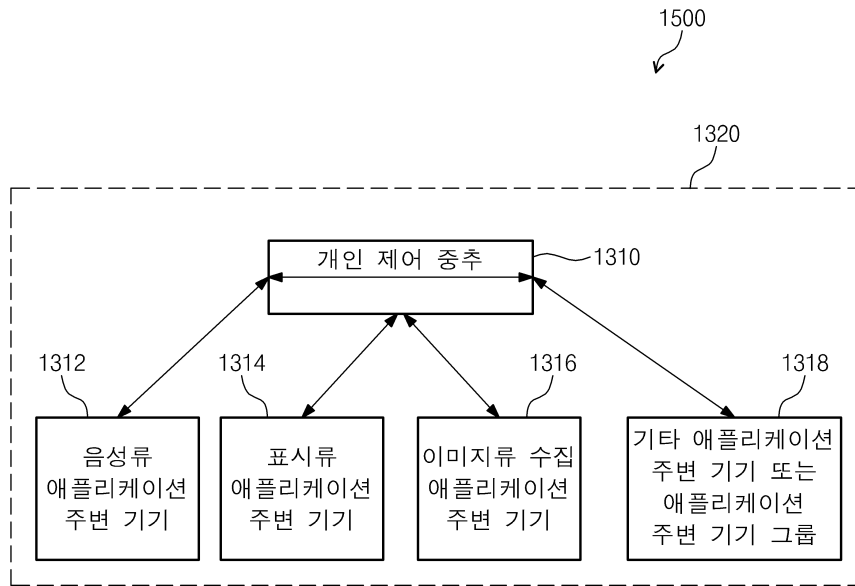 1500
1320
개인 제어 중추
1310
1312
1314
1316
1318
음성류
애플리케이션
주변 기기
표시류
애플리케이션
주변 기기
이미지류 수집
애플리케이션
주변 기기
기타 애플리케이션
주변 기기 또는
애플리케이션
주변 기기 그룹